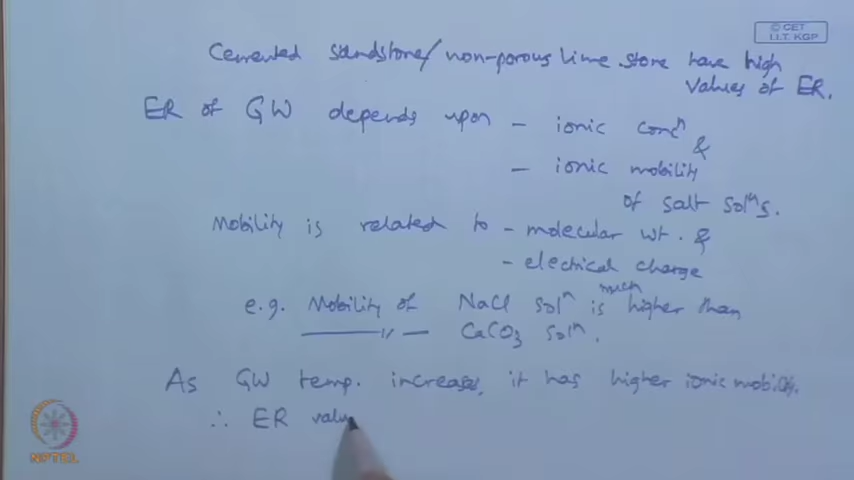 © CET
I.I.T. KGP
Cemented sandstone/non-porous lime stone have high
values of ER.
ER of GW depends upon - ionic concⁿ
&
- ionic mobility
of salt solⁿs.
Mobility is related to - molecular wt. &
- electrical charge
e.g. Mobility of NaCl solⁿ is much higher than
——〃— CaCO₃ solⁿ.
As GW temp. increases, it has higher ionic mobility.
∴ ER valu
NPTEL